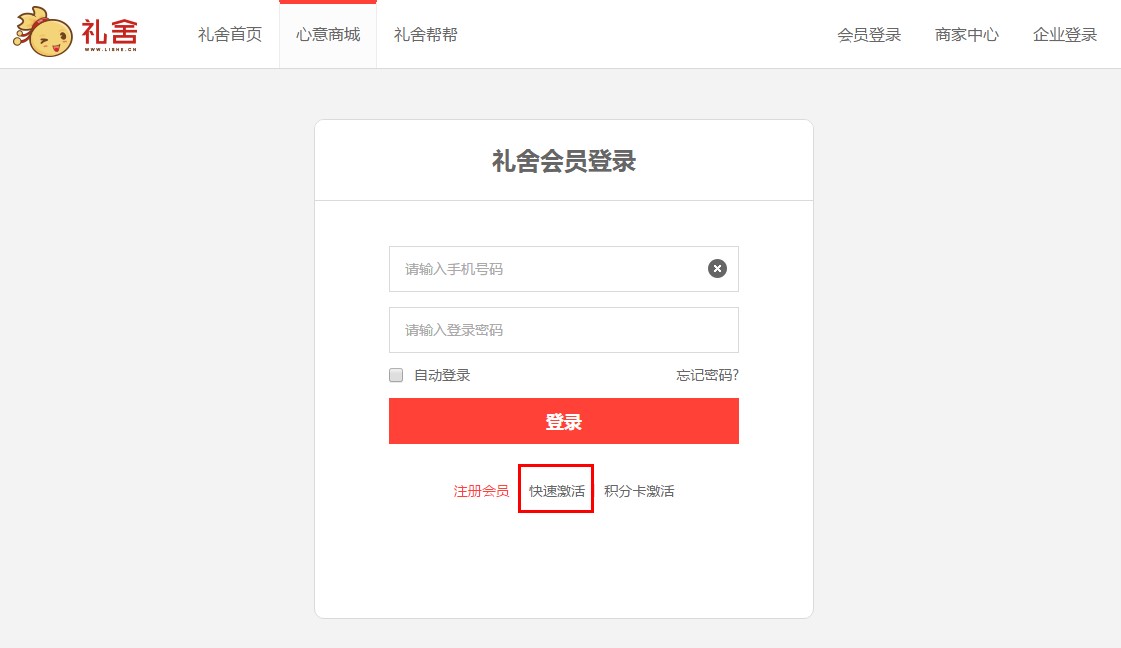 礼舍
WWW.LISHE.CN
礼舍首页 心意商城 礼舍帮帮 会员登录 商家中心 企业登录
礼舍会员登录
请输入手机号码
请输入登录密码
自动登录 忘记密码?
登录
注册会员 快速激活 积分卡激活